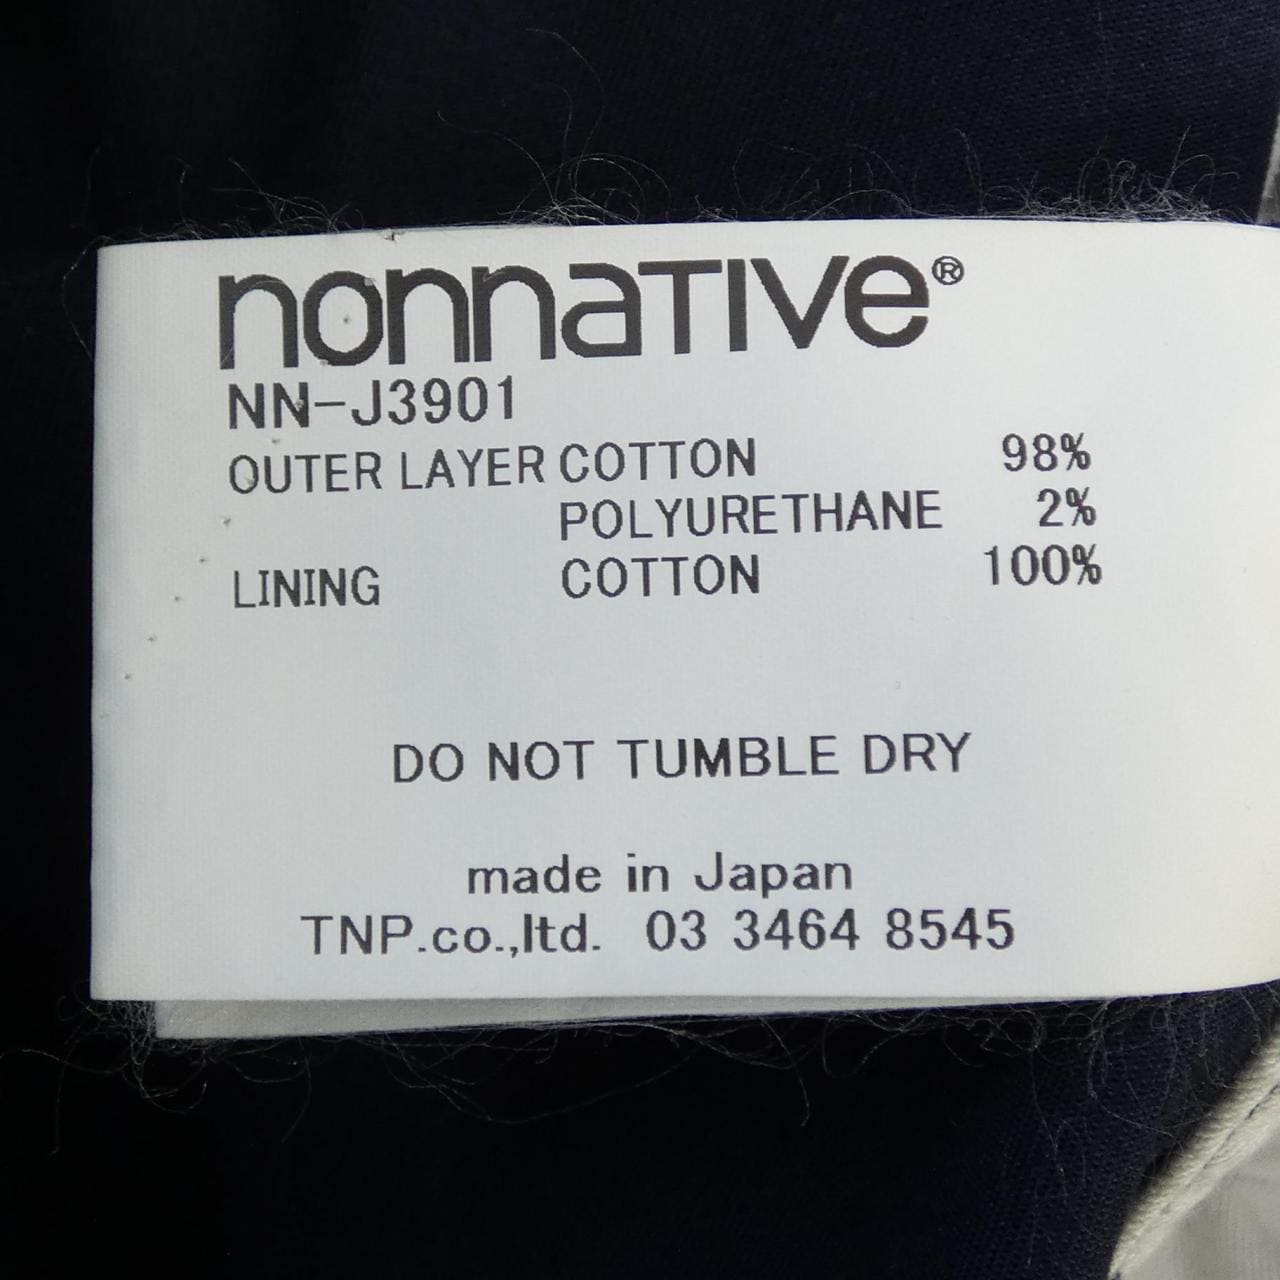 nonnaTIVe®
NN-J3901
OUTER LAYER COTTON 98%
POLYURETHANE 2%
LINING COTTON 100%
DO NOT TUMBLE DRY
made in Japan
TNP.co.,ltd. 03 3464 8545